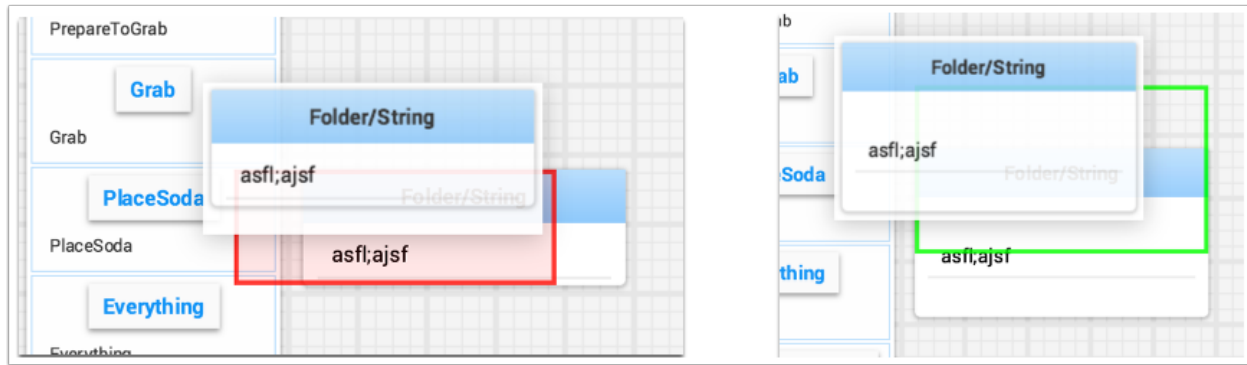 PrepareToGrab
Grab
Grab
PlaceSoda
PlaceSoda
Everything
Everything
Folder/String
asfl;ajsf
Folder/String
asfl;ajsf
ab
Soda
thing
Folder/String
asfl;ajsf
Folder/String
asfl;ajsf